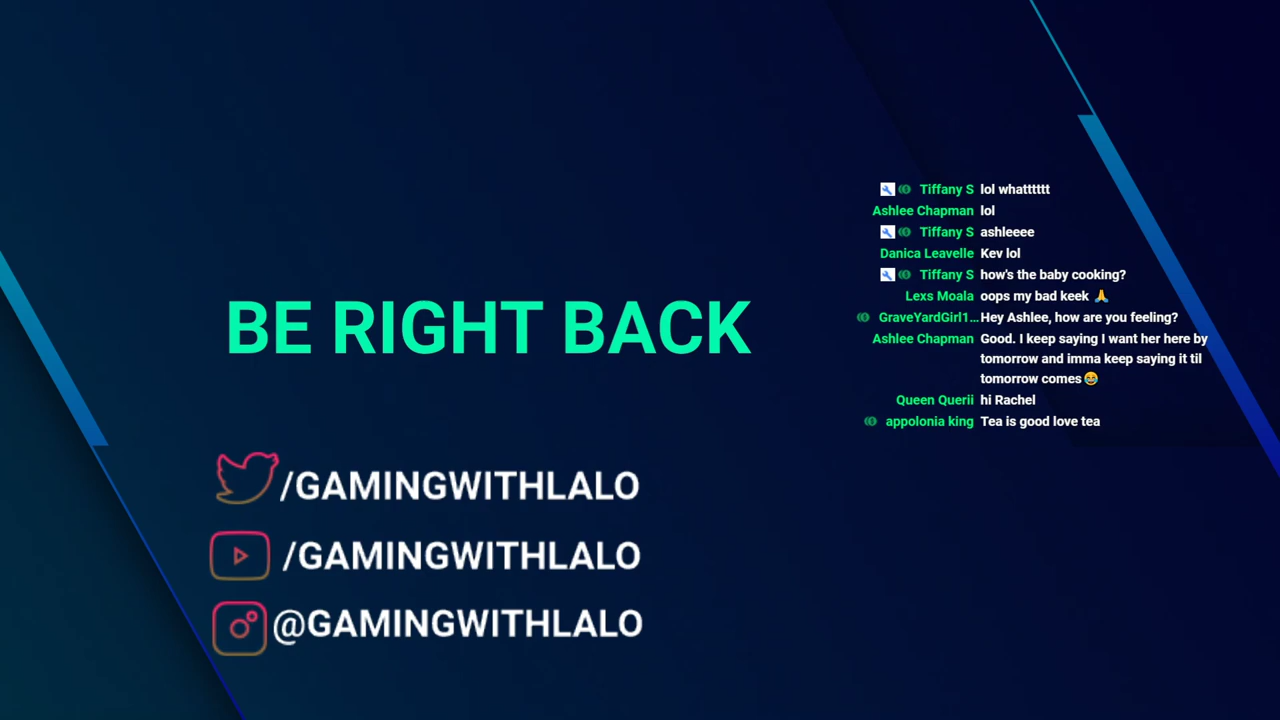 BE RIGHT BACK
/GAMINGWITHLALO
/GAMINGWITHLALO
@GAMINGWITHLALO
Tiffany S lol whatttttt
Ashlee Chapman lol
Tiffany S ashleeee
Danica Leavelle Kev lol
Tiffany S how's the baby cooking?
Lexs Moala oops my bad keek 🙏
GraveYardGirl1... Hey Ashlee, how are you feeling?
Ashlee Chapman Good. I keep saying I want her here by
tomorrow and imma keep saying it til
tomorrow comes 😂
Queen Querii hi Rachel
appolonia king Tea is good love tea